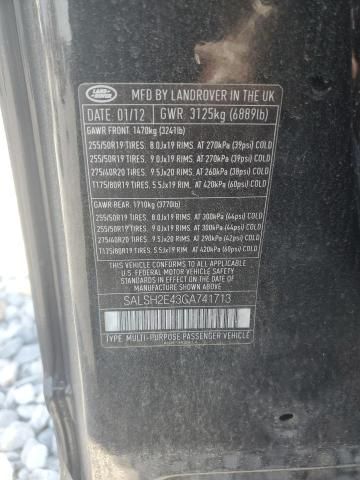 LAND ROVER
MFD BY LANDROVER IN THE UK
DATE: 01/12 GWR: 3125kg (6889lb)
GAWR FRONT: 1470kg (3241lb)
255/50R19 TIRES: 8.0Jx19 RIMS. AT 270kPa (39psi) COLD
255/50R19 TIRES: 9.0Jx19 RIMS. AT 270kPa (39psi) COLD
275/40R20 TIRES: 9.5Jx20 RIMS. AT 260kPa (38psi) COLD
T175/80R19 TIRES: 5.5Jx19 RIM. AT 420kPa (60psi) COLD
GAWR REAR: 1710kg (3770lb)
255/50R19 TIRES: 8.0Jx19 RIMS. AT 300kPa (44psi) COLD
255/50R19 TIRES: 9.0Jx19 RIMS. AT 300kPa (44psi) COLD
275/40R20 TIRES: 9.5Jx20 RIMS. AT 290kPa (42psi) COLD
T175/80R19 TIRES: 5.5Jx19 RIM. AT 420kPa (60psi) COLD
THIS VEHICLE CONFORMS TO ALL APPLICABLE
U.S. FEDERAL MOTOR VEHICLE SAFETY AND THEFT
PREVENTION STANDARDS IN EFFECT ON THE DATE OF
MANUFACTURE SHOWN ABOVE
SALSH2E43GA741713
TYPE: MULTI-PURPOSE PASSENGER VEHICLE